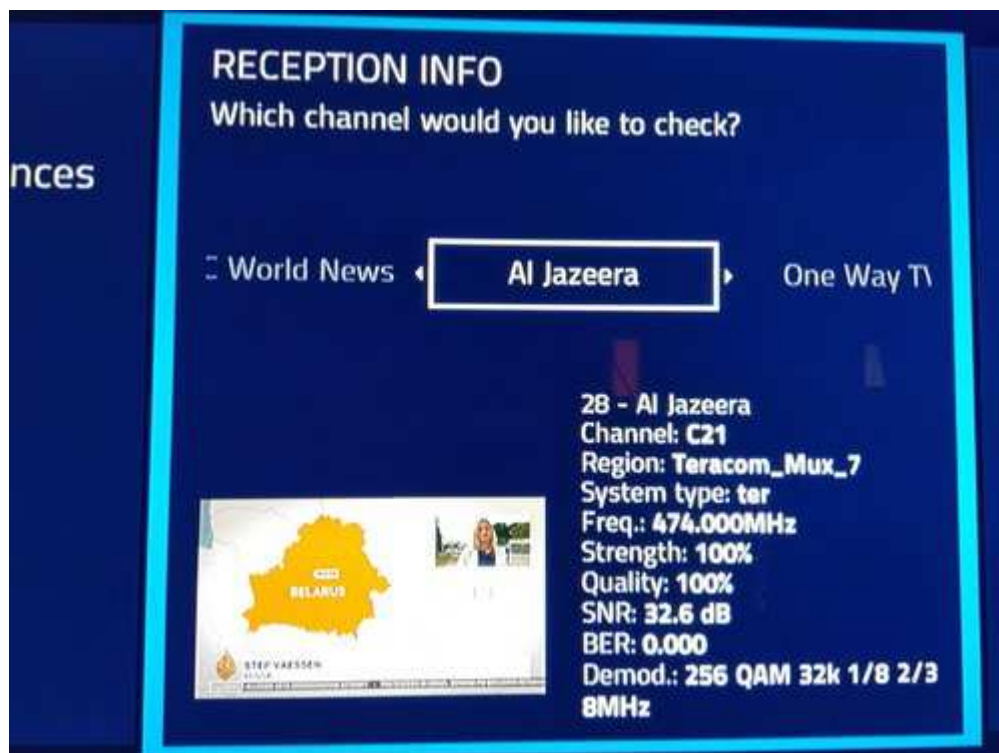 RECEPTION INFO
Which channel would you like to check?
nces
World News
Al Jazeera
One Way
28 - Al Jazeera
Channel: C21
Region: Teracom_Mux_7
System type: ter
Freq.: 474.000MHz
Strength: 100%
Quality: 100%
SNR: 32.6 dB
BER: 0.000
Demod.: 256 QAM 32k 1/8 2/3
8MHz
BELARUS
STEP VAESSEN